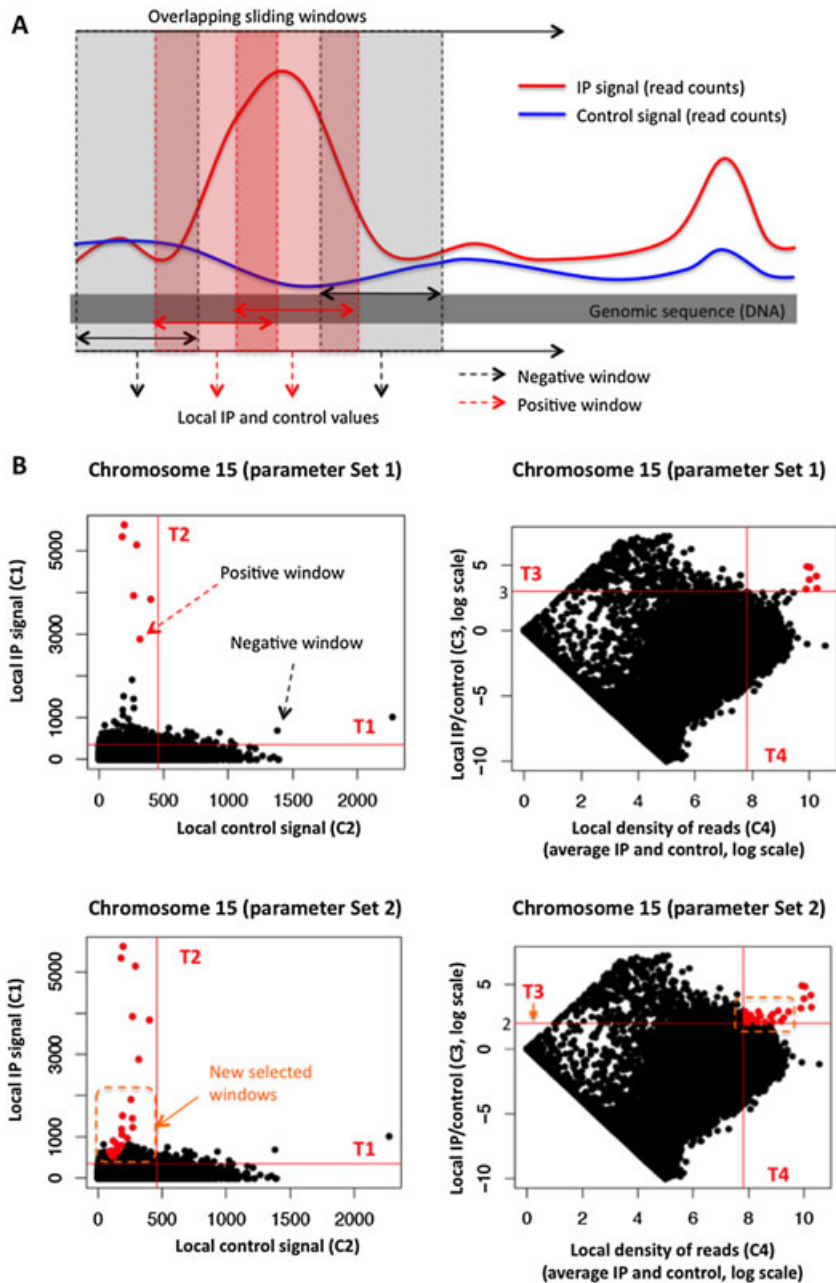 A
Overlapping sliding windows
IP signal (read counts)
Control signal (read counts)
Genomic sequence (DNA)
Negative window
Positive window
Local IP and control values
B
Chromosome 15 (parameter Set 1)
T2
Positive window
Negative window
T1
Local IP signal (C1)
0 1000 3000 5000
0 500 1000 1500 2000
Local control signal (C2)
Chromosome 15 (parameter Set 1)
T3
T4
Local IP/control (C3, log scale)
-10 -5 0 3 5
0 2 4 6 8 10
Local density of reads (C4)
(average IP and control, log scale)
Chromosome 15 (parameter Set 2)
T2
New selected
windows
T1
Local IP signal (C1)
0 1000 3000 5000
0 500 1000 1500 2000
Local control signal (C2)
Chromosome 15 (parameter Set 2)
T3
T4
Local IP/control (C3, log scale)
-10 -5 0 2 5
0 2 4 6 8 10
Local density of reads (C4)
(average IP and control, log scale)